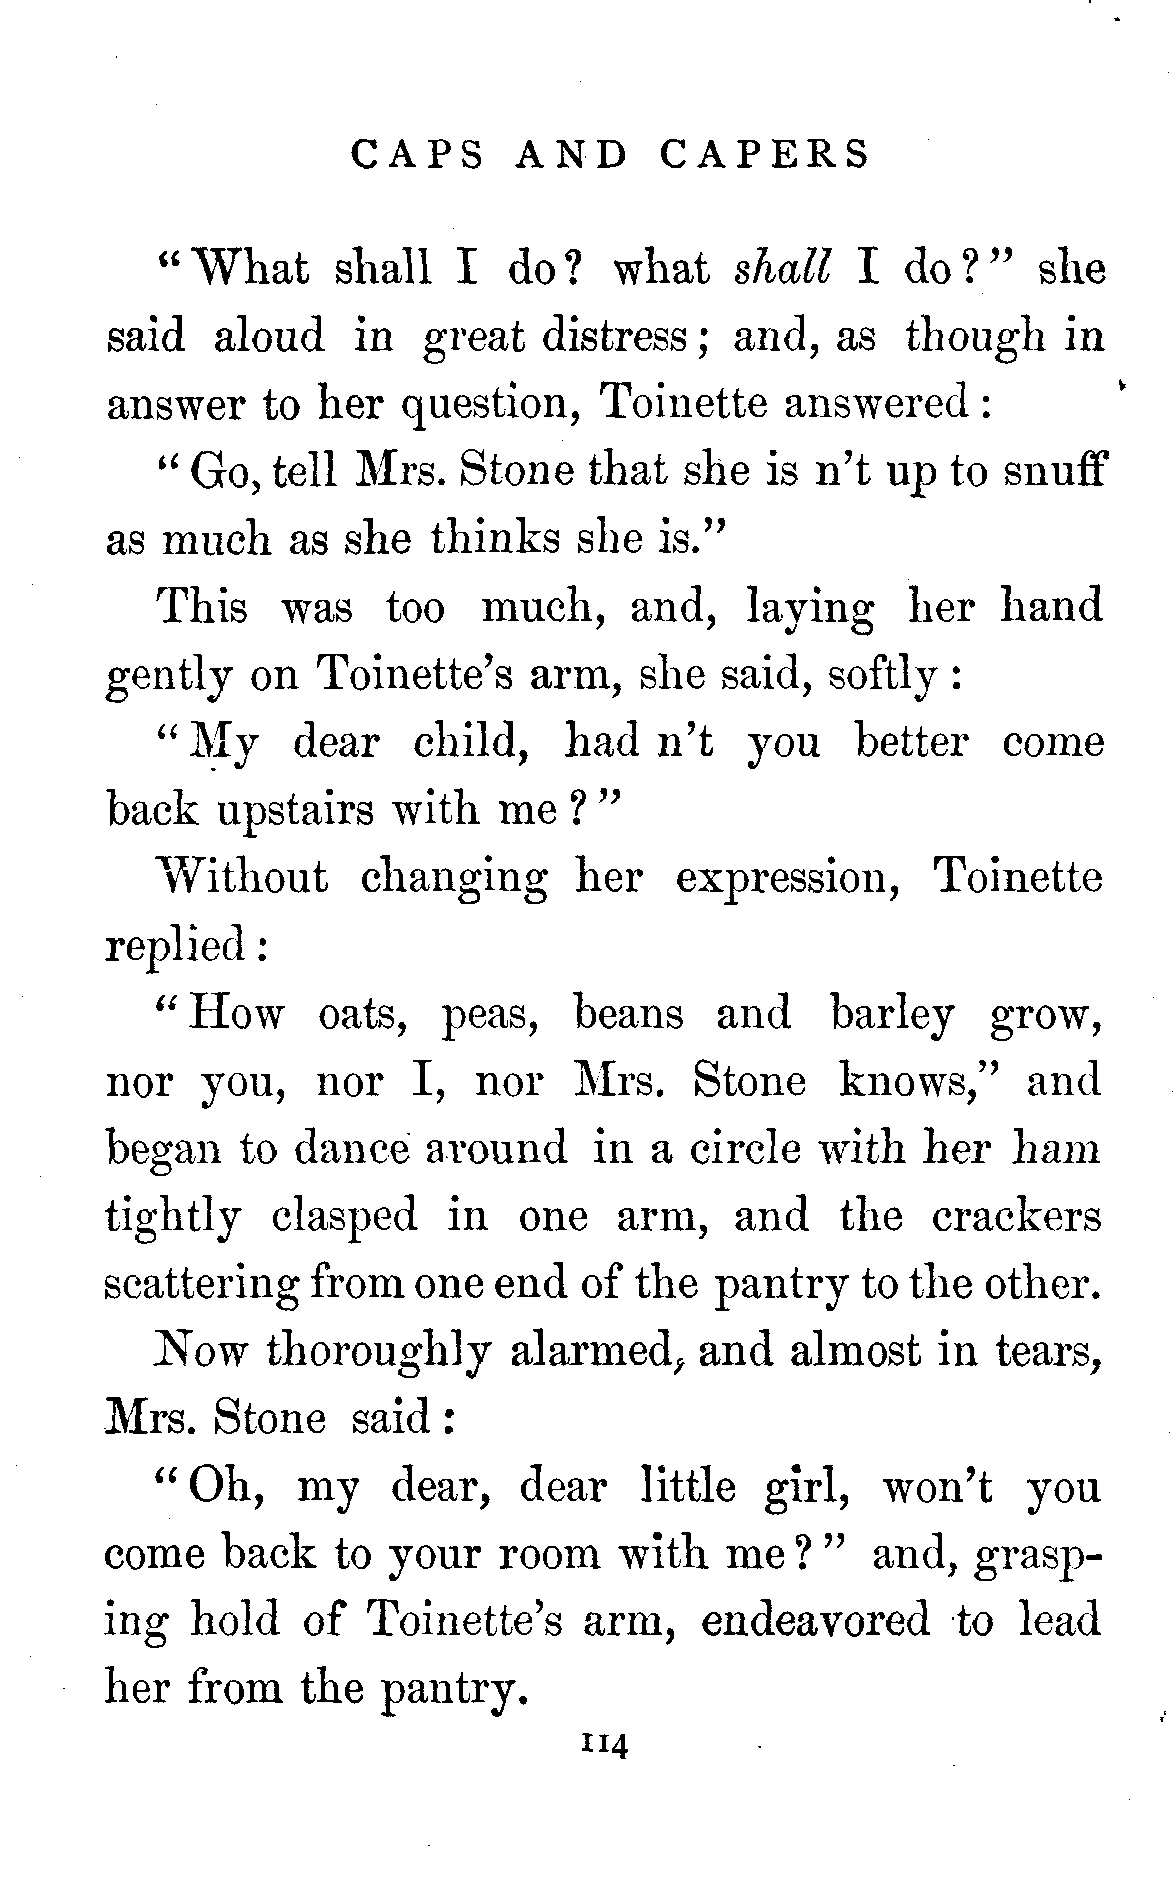 CAPS AND CAPERS
“What shall I do? what shall I do?” she
said aloud in great distress; and, as though in
answer to her question, Toinette answered:
“Go, tell Mrs. Stone that she is n’t up to snuff
as much as she thinks she is.”
This was too much, and, laying her hand
gently on Toinette’s arm, she said, softly:
“My dear child, had n’t you better come
back upstairs with me?”
Without changing her expression, Toinette
replied:
“How oats, peas, beans and barley grow,
nor you, nor I, nor Mrs. Stone knows,” and
began to dance around in a circle with her ham
tightly clasped in one arm, and the crackers
scattering from one end of the pantry to the other.
Now thoroughly alarmed, and almost in tears,
Mrs. Stone said:
“Oh, my dear, dear little girl, won’t you
come back to your room with me?” and, grasp-
ing hold of Toinette’s arm, endeavored to lead
her from the pantry.
114